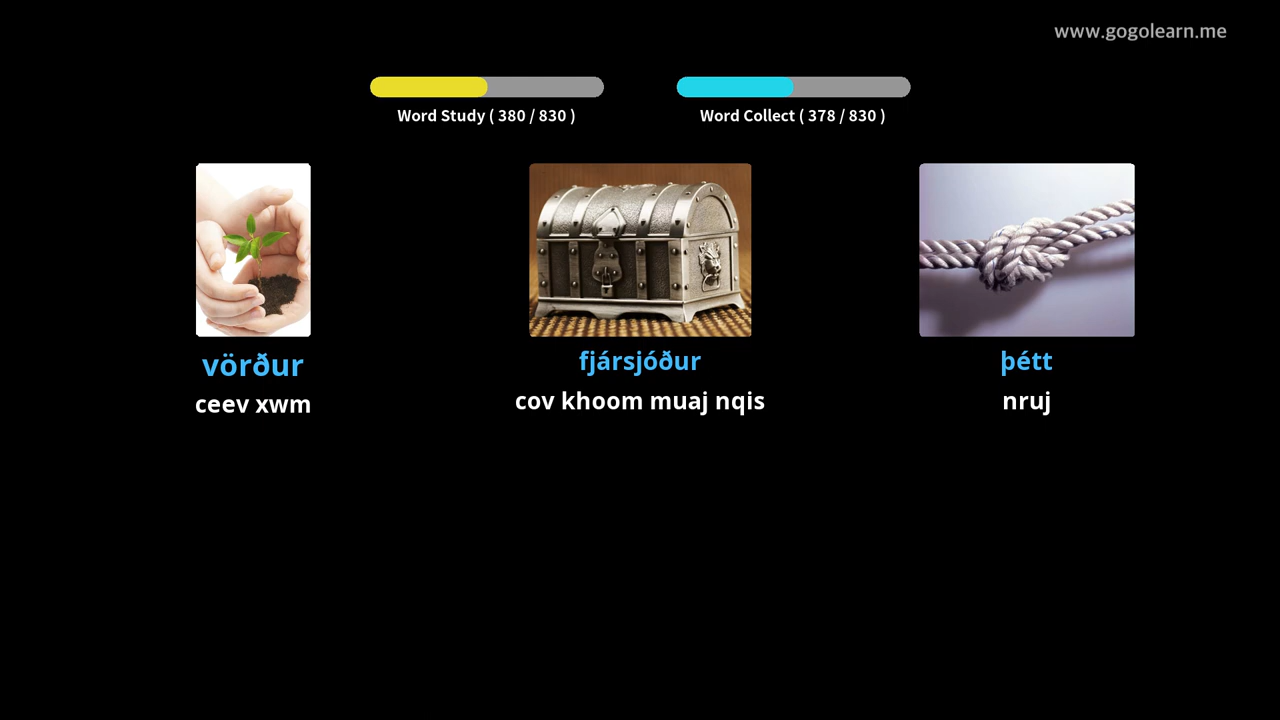 www.gogolearn.me
Word Study ( 380 / 830 )
Word Collect ( 378 / 830 )
vörður
ceev xwm
fjársjóður
cov khoom muaj nqis
þétt
nruj